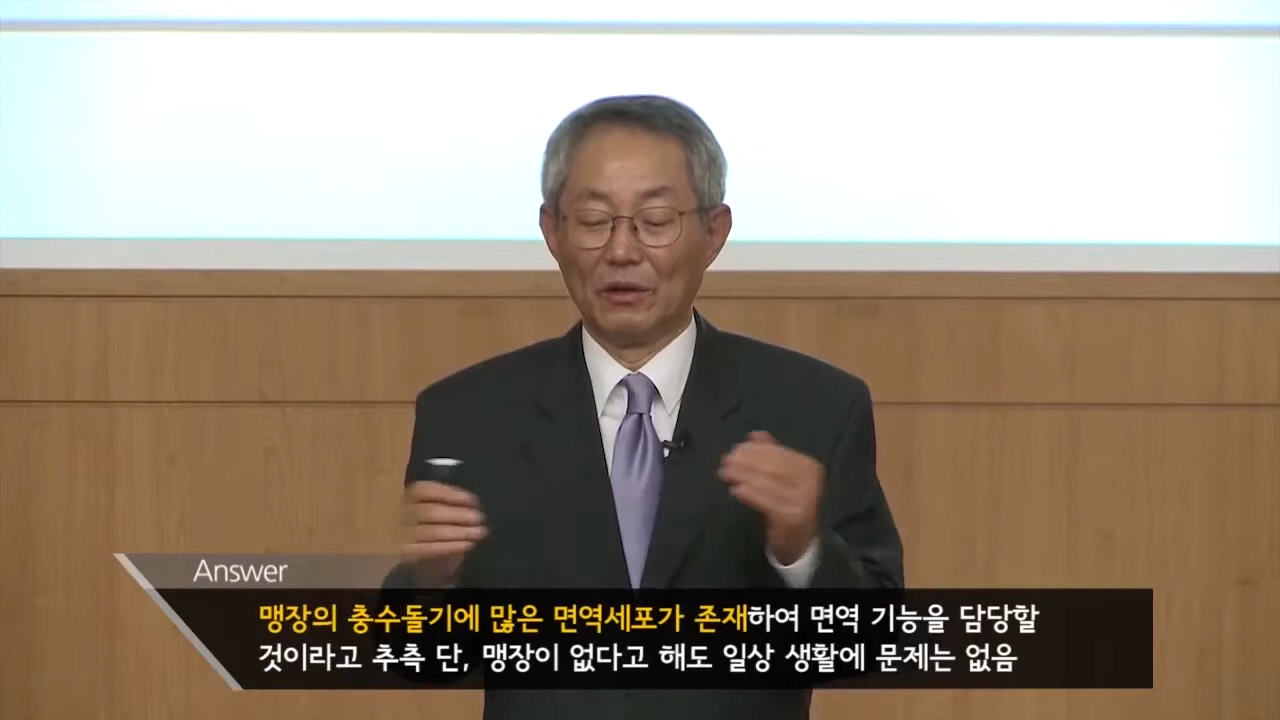 Answer
맹장의 충수돌기에 많은 면역세포가 존재하여 면역 기능을 담당할
것이라고 추측 단, 맹장이 없다고 해도 일상 생활에 문제는 없음